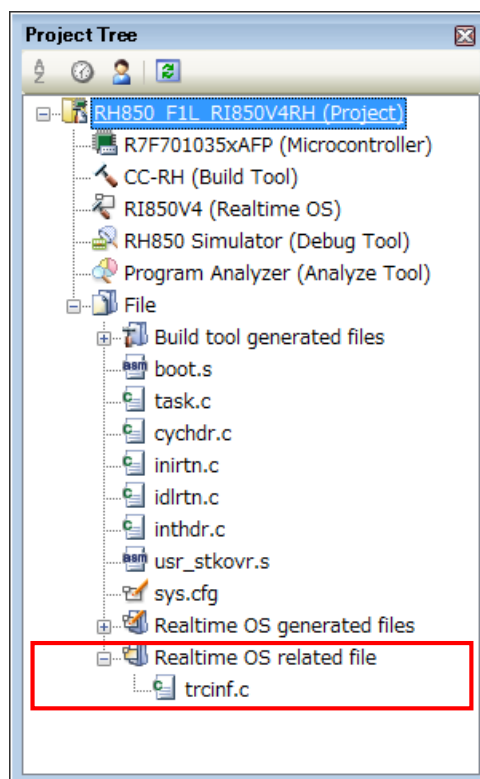 Project Tree
RH850_F1L_RI850V4RH (Project)
R7F701035xAFP (Microcontroller)
CC-RH (Build Tool)
RI850V4 (Realtime OS)
RH850 Simulator (Debug Tool)
Program Analyzer (Analyze Tool)
File
Build tool generated files
boot.s
task.c
cychdr.c
inirtn.c
idlrtn.c
inthdr.c
usr_stkovr.s
sys.cfg
Realtime OS generated files
Realtime OS related file
trcinf.c